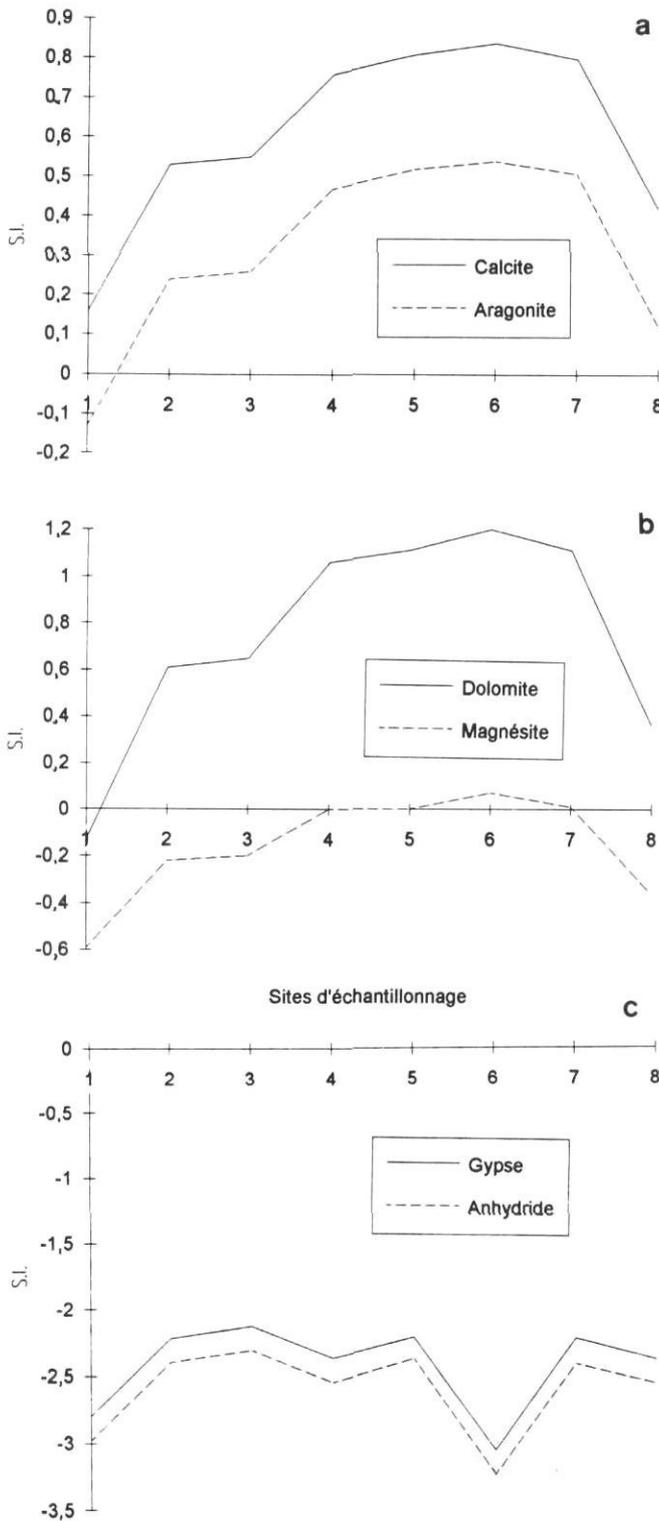 a
0,9
0,8
0,7
0,6
0,5
0,4
0,3
0,2
0,1
0
-0,1
-0,2
S.I.
1 2 3 4 5 6 7 8
Calcite
Aragonite
b
1,2
1
0,8
0,6
0,4
0,2
0
-0,2
-0,4
-0,6
S.I.
1 2 3 4 5 6 7 8
Dolomite
Magnésite
Sites d'échantillonnage
c
0
-0,5
-1
-1,5
-2
-2,5
-3
-3,5
S.I.
1 2 3 4 5 6 7 8
Gypse
Anhydride